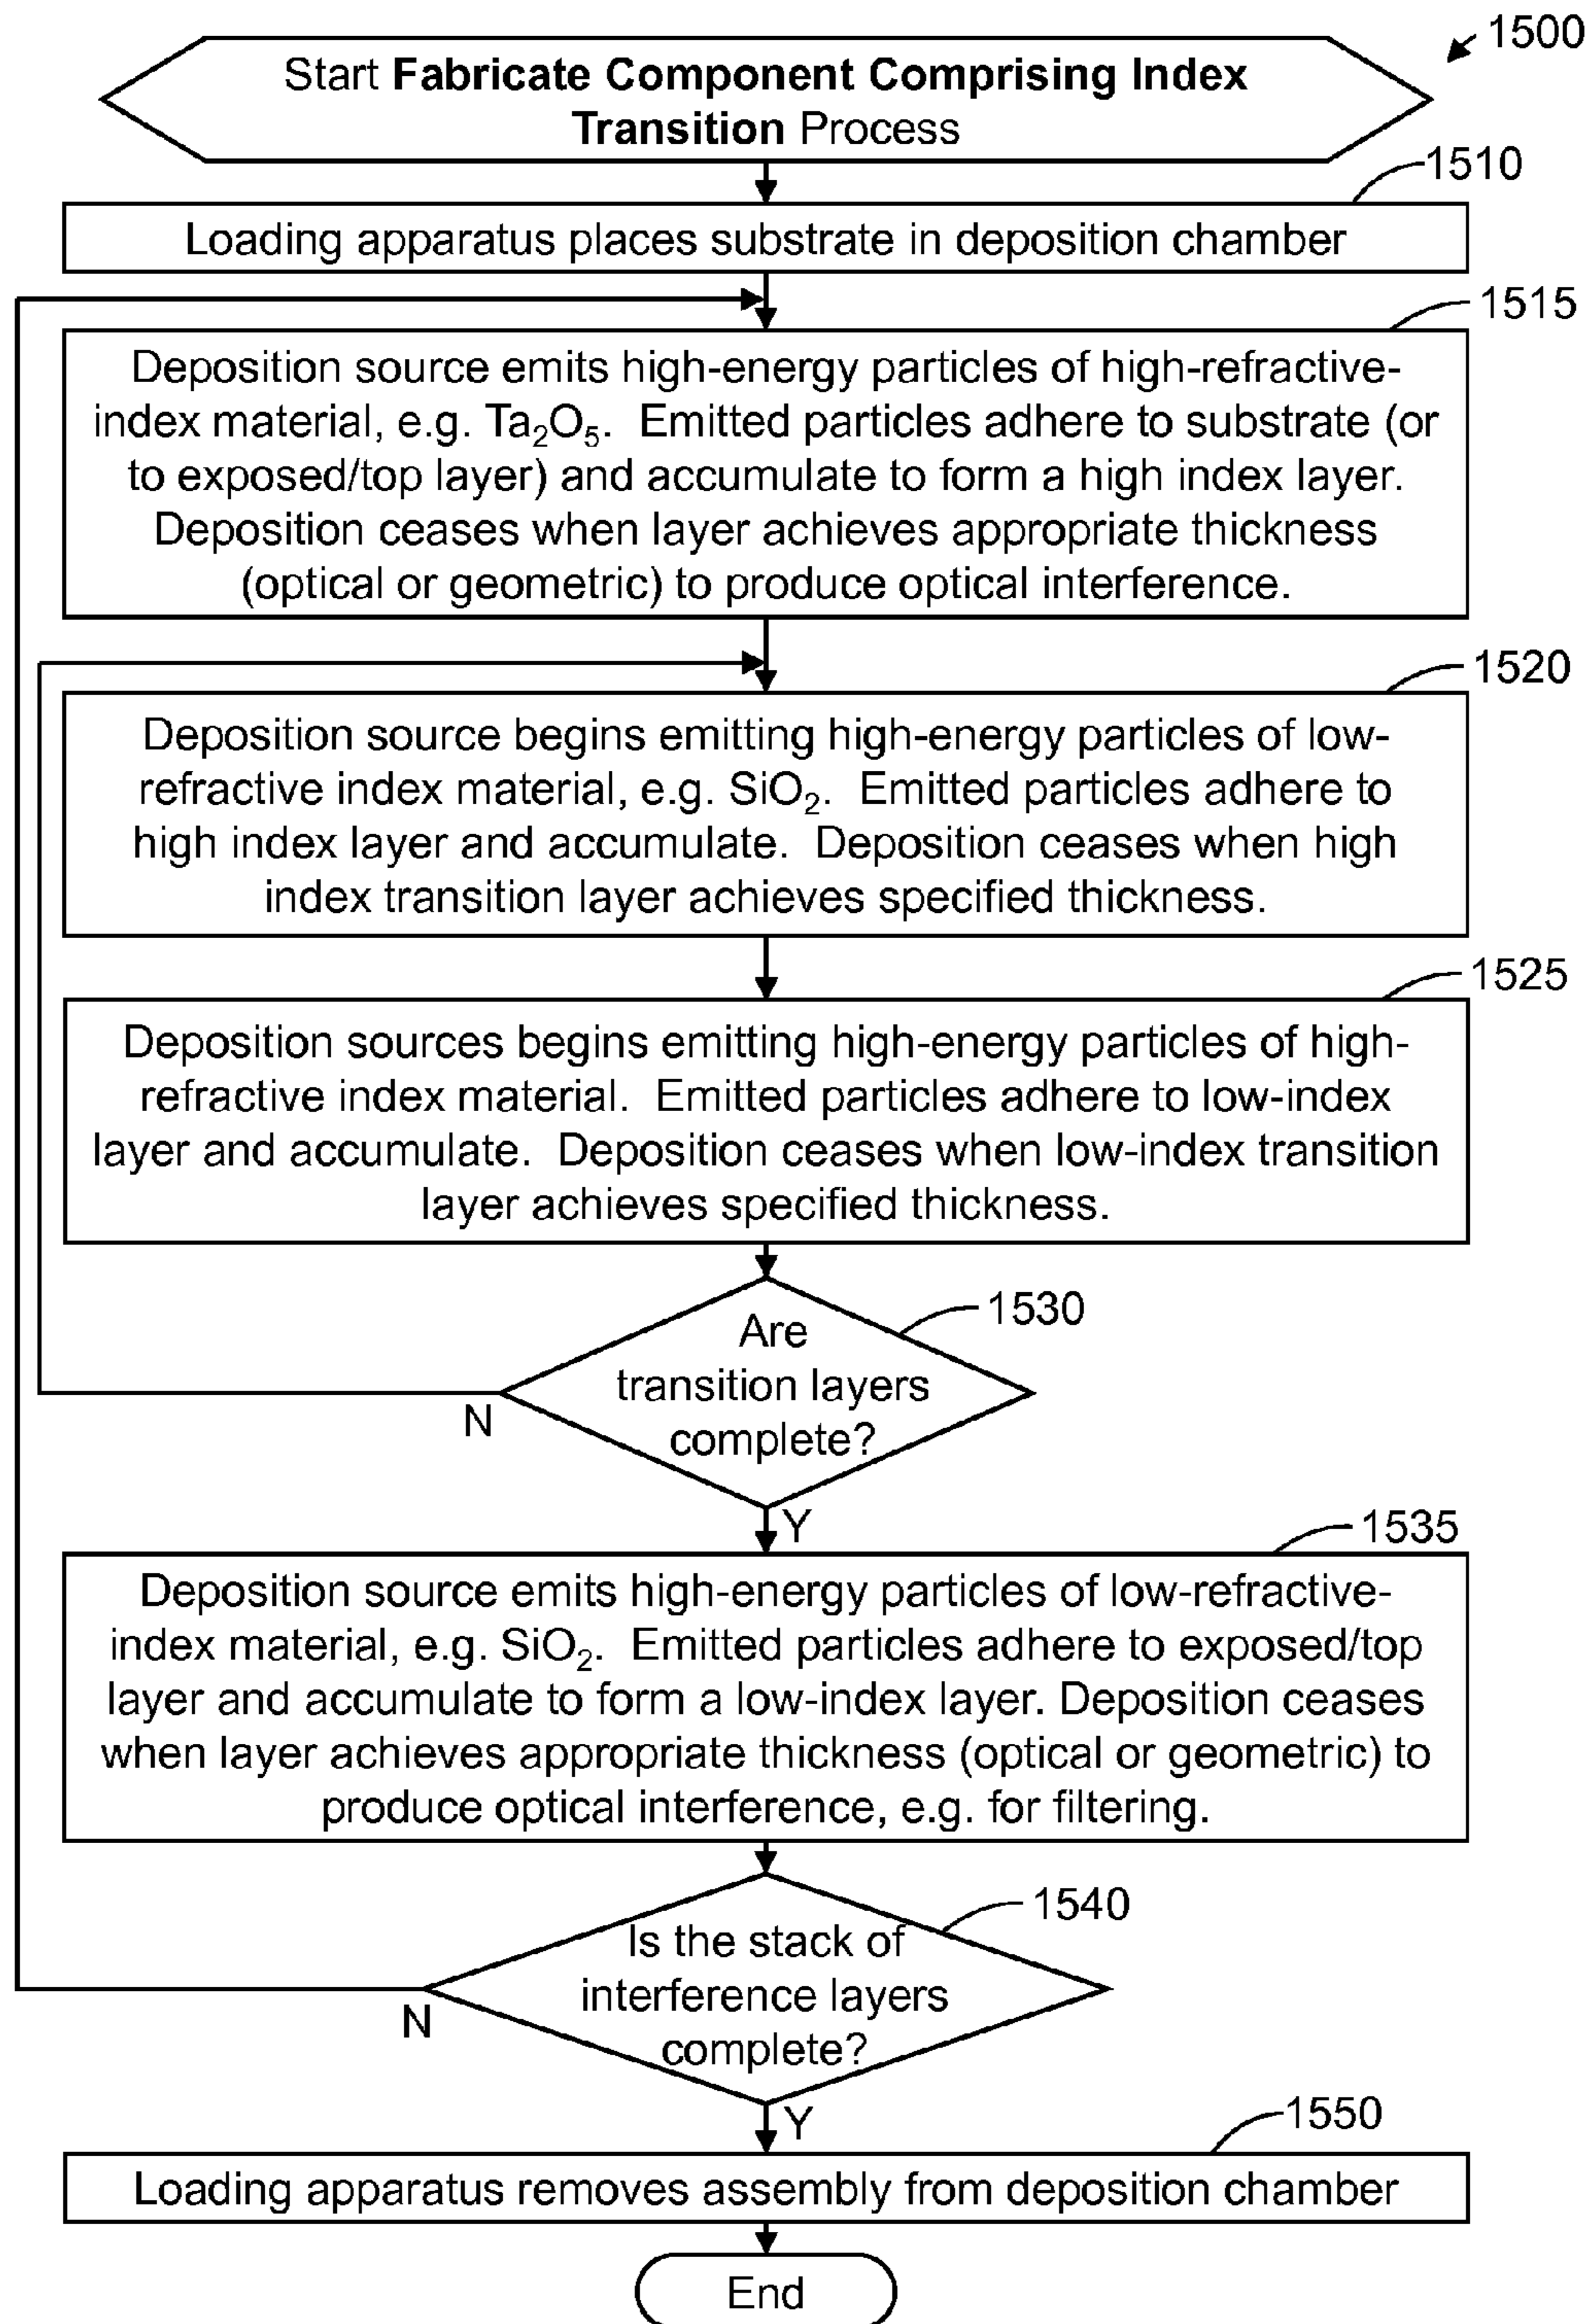 1500
Start Fabricate Component Comprising Index
Transition Process
1510
Loading apparatus places substrate in deposition chamber
1515
Deposition source emits high-energy particles of high-refractive-
index material, e.g. Ta₂O₅. Emitted particles adhere to substrate (or
to exposed/top layer) and accumulate to form a high index layer.
Deposition ceases when layer achieves appropriate thickness
(optical or geometric) to produce optical interference.
1520
Deposition source begins emitting high-energy particles of low-
refractive index material, e.g. SiO₂. Emitted particles adhere to
high index layer and accumulate. Deposition ceases when high
index transition layer achieves specified thickness.
1525
Deposition sources begins emitting high-energy particles of high-
refractive index material. Emitted particles adhere to low-index
layer and accumulate. Deposition ceases when low-index transition
layer achieves specified thickness.
1530
Are
transition layers
complete?
N
Y
1535
Deposition source emits high-energy particles of low-refractive-
index material, e.g. SiO₂. Emitted particles adhere to exposed/top
layer and accumulate to form a low-index layer. Deposition ceases
when layer achieves appropriate thickness (optical or geometric) to
produce optical interference, e.g. for filtering.
1540
Is the stack of
interference layers
complete?
N
Y
1550
Loading apparatus removes assembly from deposition chamber
End